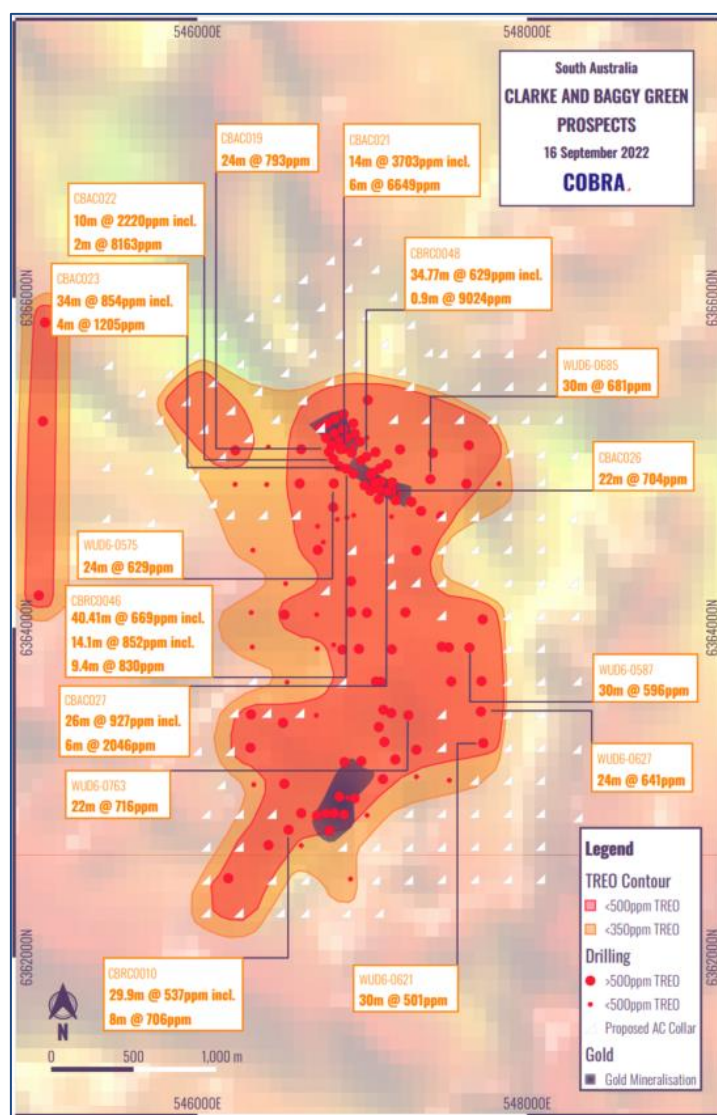 546000E
548000E
South Australia
CLARKE AND BAGGY GREEN
PROSPECTS
16 September 2022
COBRA.
CBAC019
24m @ 793ppm
CBAC021
14m @ 3703ppm incl.
6m @ 6649ppm
CBAC022
10m @ 2220ppm incl.
2m @ 8163ppm
CBRC0048
34.77m @ 629ppm incl.
0.9m @ 9024ppm
CBAC023
34m @ 854ppm incl.
4m @ 1205ppm
6366000N
6366000N
WUD6-0685
30m @ 681ppm
CBAC026
22m @ 704ppm
WUD6-0575
24m @ 629ppm
CBRC0046
40.41m @ 669ppm incl.
14.1m @ 852ppm incl.
9.4m @ 830ppm
6364000N
6364000N
WUD6-0587
30m @ 596ppm
CBAC027
26m @ 927ppm incl.
6m @ 2046ppm
WUD6-0627
24m @ 641ppm
WUD6-0763
22m @ 716ppm
Legend
TREO Contour
<500ppm TREO
<350ppm TREO
Drilling
>500ppm TREO
<500ppm TREO
Proposed AC Collar
Gold
Gold Mineralisation
6362000N
6362000N
CBRC0010
29.9m @ 537ppm incl.
8m @ 706ppm
WUD6-0621
30m @ 501ppm
N
0 500 1,000 m
546000E
548000E